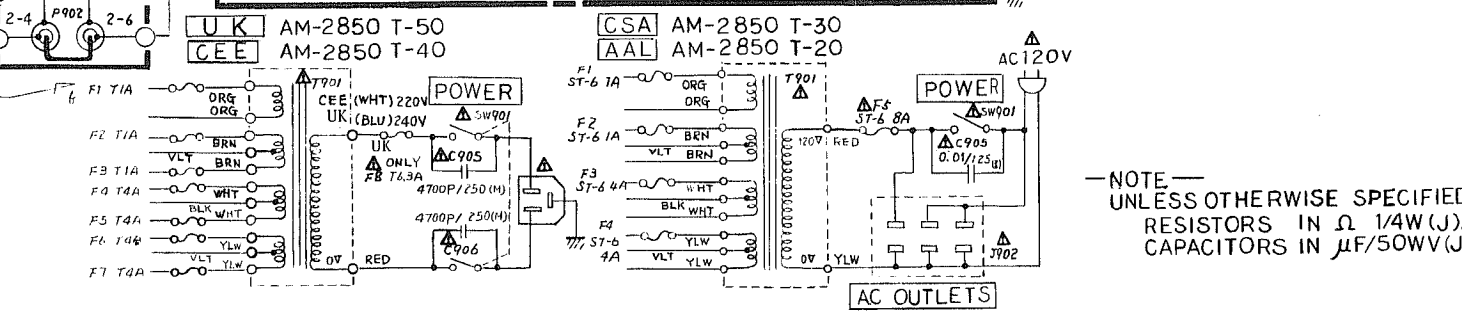 2-4
P902
2-6
UK AM-2850 T-50
CEE AM-2850 T-40
F1 T1A
ORG
ORG
F2 T1A
BRN
VLT
BRN
F3 T1A
F4 T4A
WHT
BLK
WHT
F5 T4A
F6 T4A
YLW
VLT
YLW
F7 T4A
T901
CEE (WHT) 220V
UK (BLU) 240V
UK
ONLY
F8 T6.3A
0V
RED
POWER
SW901
C905
4700P/250(M)
4700P/250(M)
C906
CSA AM-2850 T-30
AAL AM-2850 T-20
F1
ST-6 1A
ORG
ORG
F2
ST-6 1A
BRN
VLT
BRN
F3
ST-6 4A
WHT
BLK
WHT
F4
ST-6
4A
YLW
VLT
YLW
T901
120V
RED
0V
YLW
F5
ST-6 8A
POWER
SW901
C905
0.01/125
AC120V
J902
AC OUTLETS
—NOTE—
UNLESS OTHERWISE SPECIFIED
RESISTORS IN Ω 1/4W (J).
CAPACITORS IN μF/50WV(J